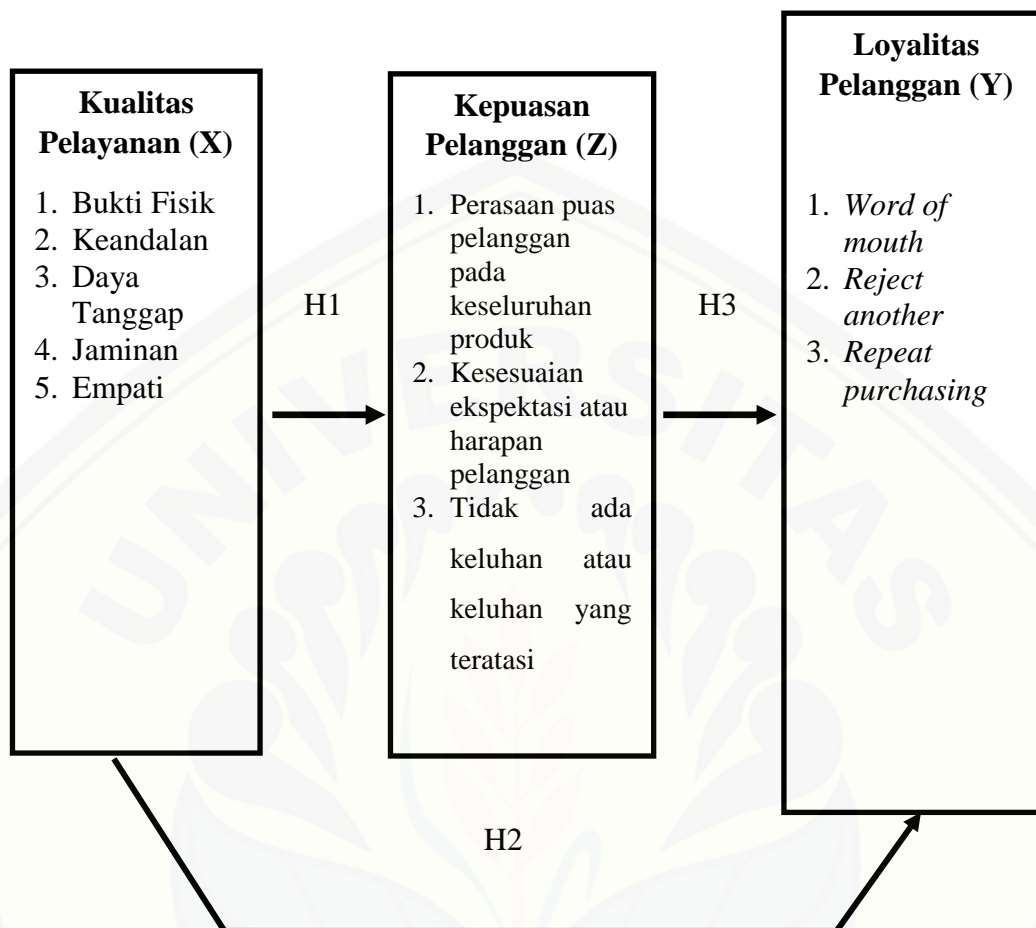 Kualitas
Pelayanan (X)
1. Bukti Fisik
2. Keandalan
3. Daya
Tanggap
4. Jaminan
5. Empati
H1
Kepuasan
Pelanggan (Z)
1. Perasaan puas
pelanggan
pada
keseluruhan
produk
2. Kesesuaian
ekspektasi atau
harapan
pelanggan
3. Tidak ada
keluhan atau
keluhan yang
teratasi
H3
Loyalitas
Pelanggan (Y)
1. Word of
mouth
2. Reject
another
3. Repeat
purchasing
H2
UNIVERSITAS